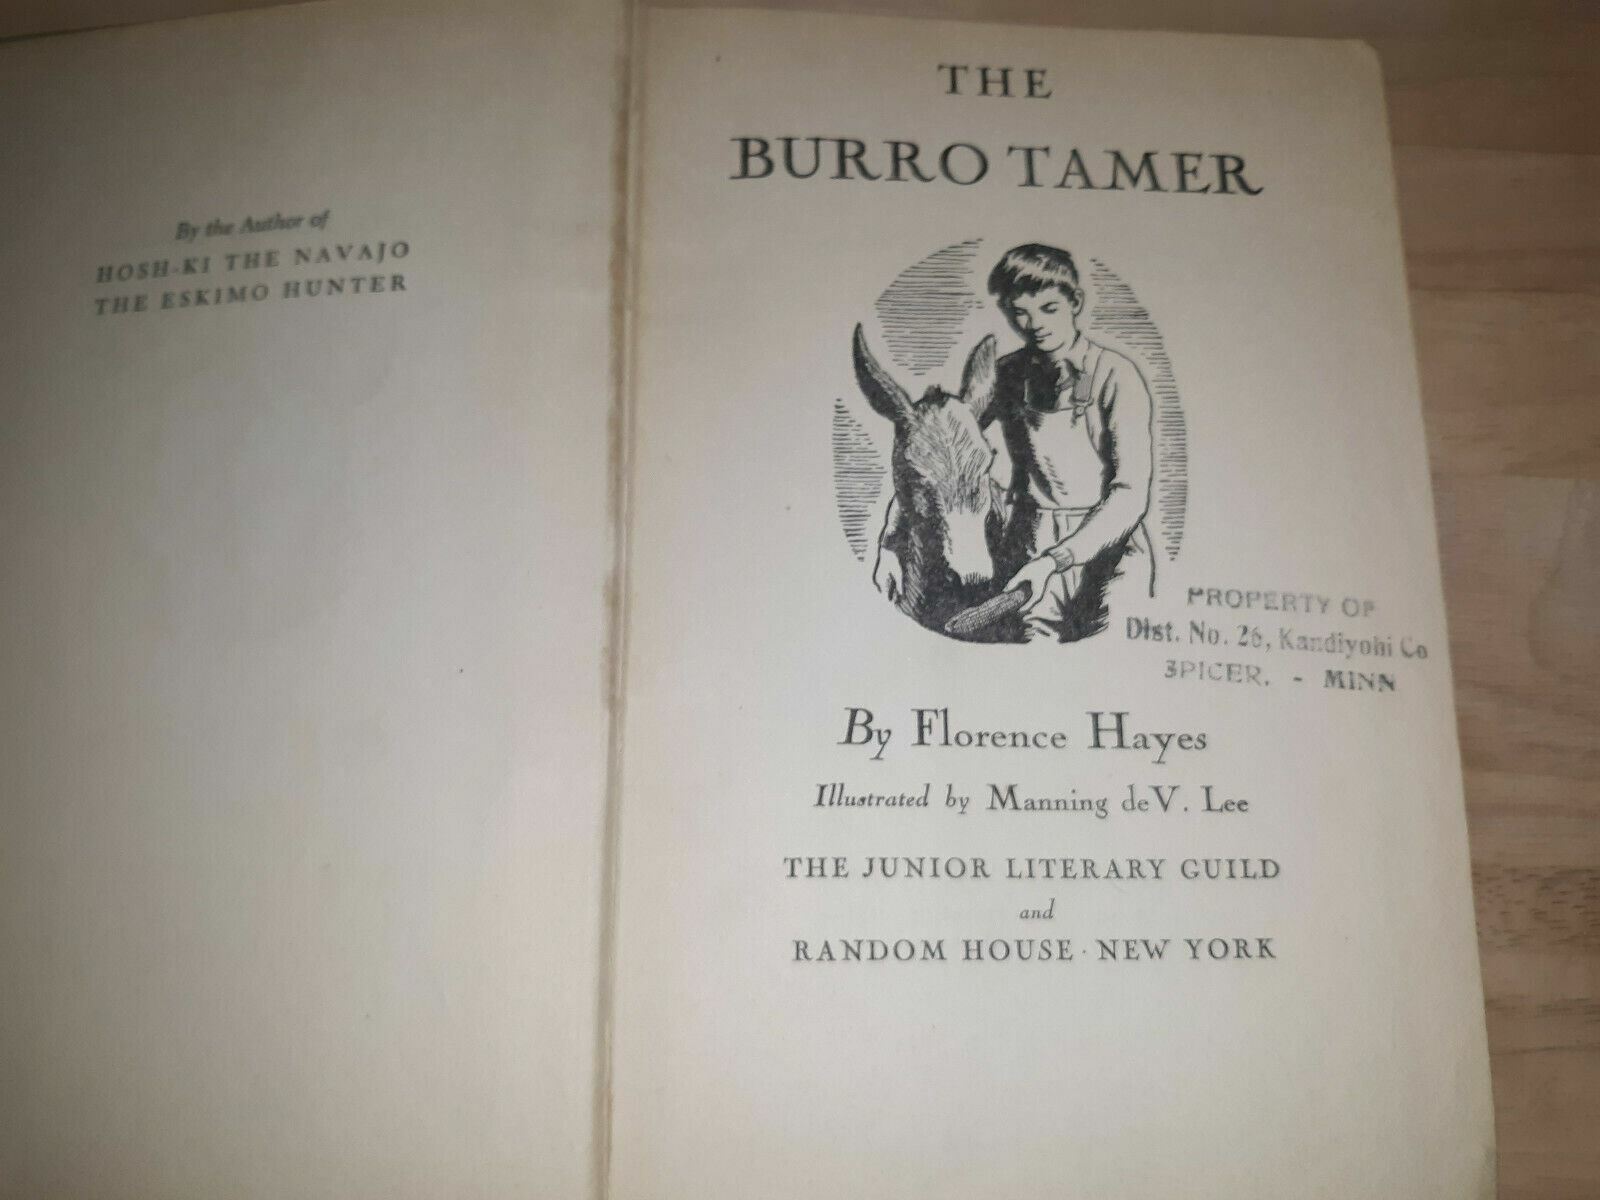 By the Author of
HOSH-KI THE NAVAJO
THE ESKIMO HUNTER
THE
BURRO TAMER
PROPERTY OF
Dist. No. 26, Kandiyohi Co
SPICER. - MINN
By Florence Hayes
Illustrated by Manning de V. Lee
THE JUNIOR LITERARY GUILD
and
RANDOM HOUSE · NEW YORK